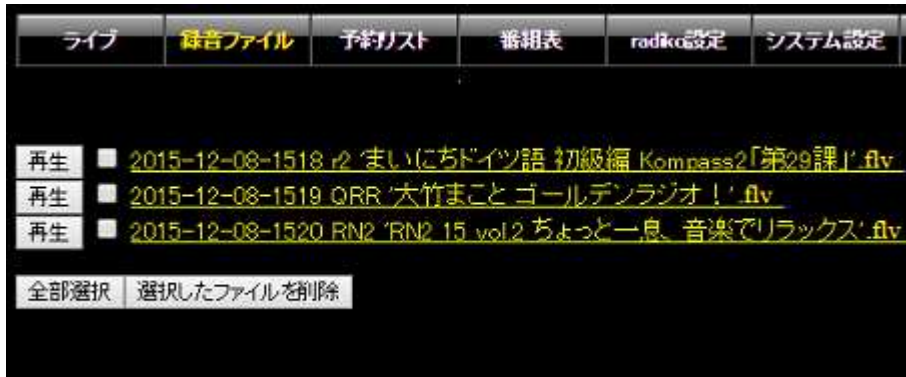 ライブ 録音ファイル 予約リスト 番組表 radiko設定 システム設定
再生 2015-12-08-1518 r2 'まいにちドイツ語 初級編 Kompass2「第29課」'.flv
再生 2015-12-08-1519 QRR '大竹まこと ゴールデンラジオ！'.flv
再生 2015-12-08-1520 RN2 'RN2 15 vol.2 ちょっと一息、音楽でリラックス'.flv
全部選択 選択したファイルを削除